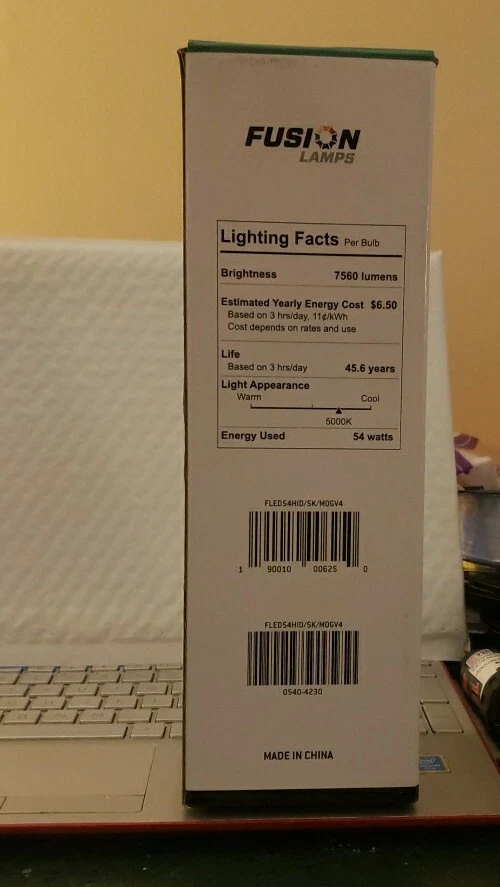 FUSION
LAMPS
Lighting Facts Per Bulb
Brightness 7560 lumens
Estimated Yearly Energy Cost $6.50
Based on 3 hrs/day, 11¢/kWh
Cost depends on rates and use
Life
Based on 3 hrs/day 45.6 years
Light Appearance
Warm Cool
5000K
Energy Used 54 watts
FLED54HID/5K/MOGV4
1 90010 00625 0
FLED54HID/5K/MOGV4
0540-4230
MADE IN CHINA